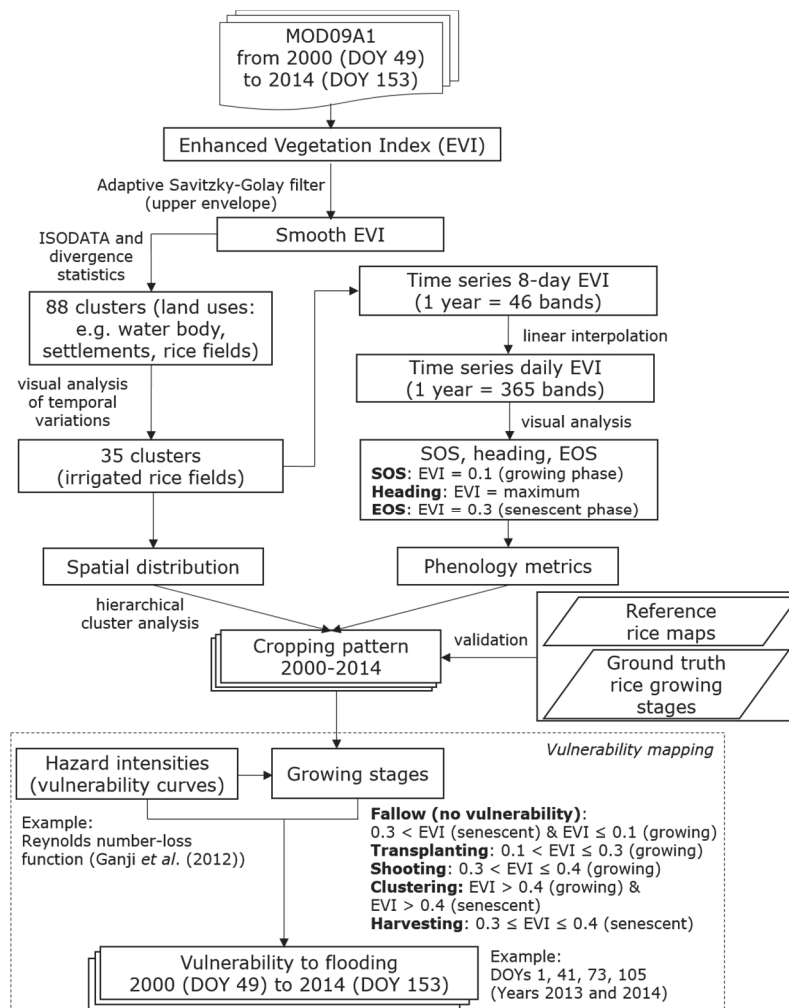 MOD09A1
from 2000 (DOY 49)
to 2014 (DOY 153)
Enhanced Vegetation Index (EVI)
Adaptive Savitzky-Golay filter
(upper envelope)
Smooth EVI
ISODATA and
divergence
statistics
88 clusters (land uses:
e.g. water body,
settlements, rice fields)
visual analysis
of temporal
variations
35 clusters
(irrigated rice fields)
Time series 8-day EVI
(1 year = 46 bands)
linear interpolation
Time series daily EVI
(1 year = 365 bands)
visual analysis
SOS, heading, EOS
SOS: EVI = 0.1 (growing phase)
Heading: EVI = maximum
EOS: EVI = 0.3 (senescent phase)
Spatial distribution
Phenology metrics
hierarchical
cluster analysis
Cropping pattern
2000-2014
validation
Reference
rice maps
Ground truth
rice growing
stages
Vulnerability mapping
Hazard intensities
(vulnerability curves)
Growing stages
Example:
Reynolds number-loss
function (Ganji et al. (2012))
Fallow (no vulnerability):
0.3 < EVI (senescent) & EVI ≤ 0.1 (growing)
Transplanting: 0.1 < EVI ≤ 0.3 (growing)
Shooting: 0.3 < EVI ≤ 0.4 (growing)
Clustering: EVI > 0.4 (growing) &
EVI > 0.4 (senescent)
Harvesting: 0.3 ≤ EVI ≤ 0.4 (senescent)
Vulnerability to flooding
2000 (DOY 49) to 2014 (DOY 153)
Example:
DOYs 1, 41, 73, 105
(Years 2013 and 2014)